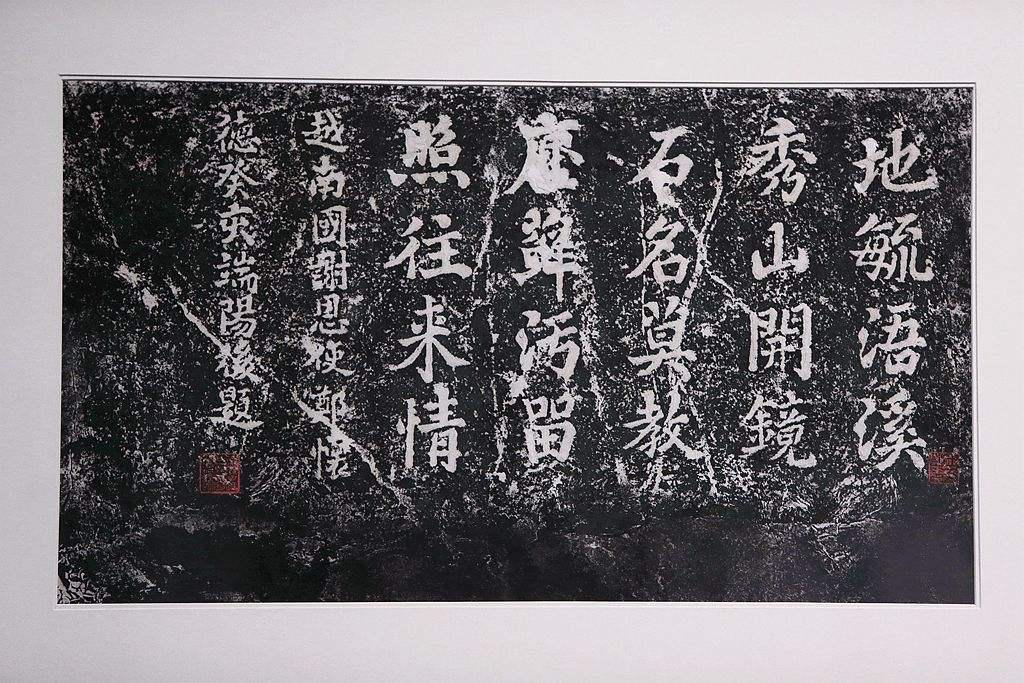 地毓浯溪
秀山開鏡
石名莫教
塵蘚汚留
照往来情
越南國謝恩使鄭懷
德癸亥端陽後題